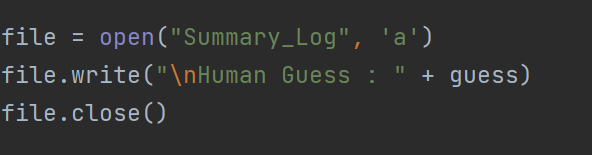 file = open("Summary_Log", 'a')
file.write("\nHuman Guess : " + guess)
file.close()